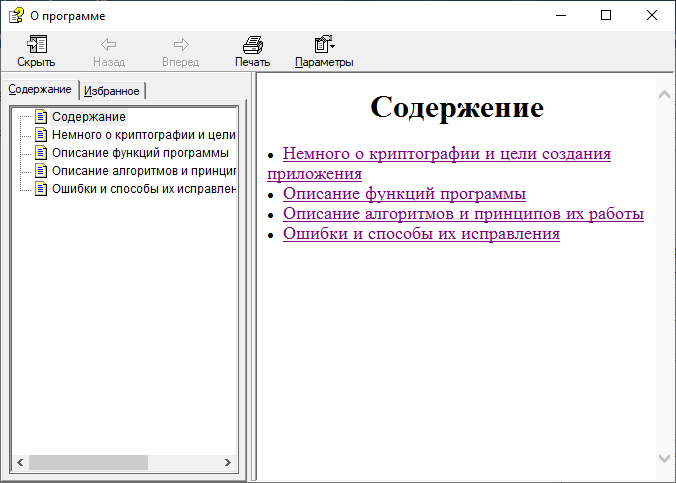 О программе
Скрыть Назад Вперед Печать Параметры
Содержание Избранное
Содержание
Немного о криптографии и цели
Описание функций программы
Описание алгоритмов и принцип
Ошибки и способы их исправлен
Содержение
• Немного о криптографии и цели создания
приложения
• Описание функций программы
• Описание алгоритмов и принципов их работы
• Ошибки и способы их исправления